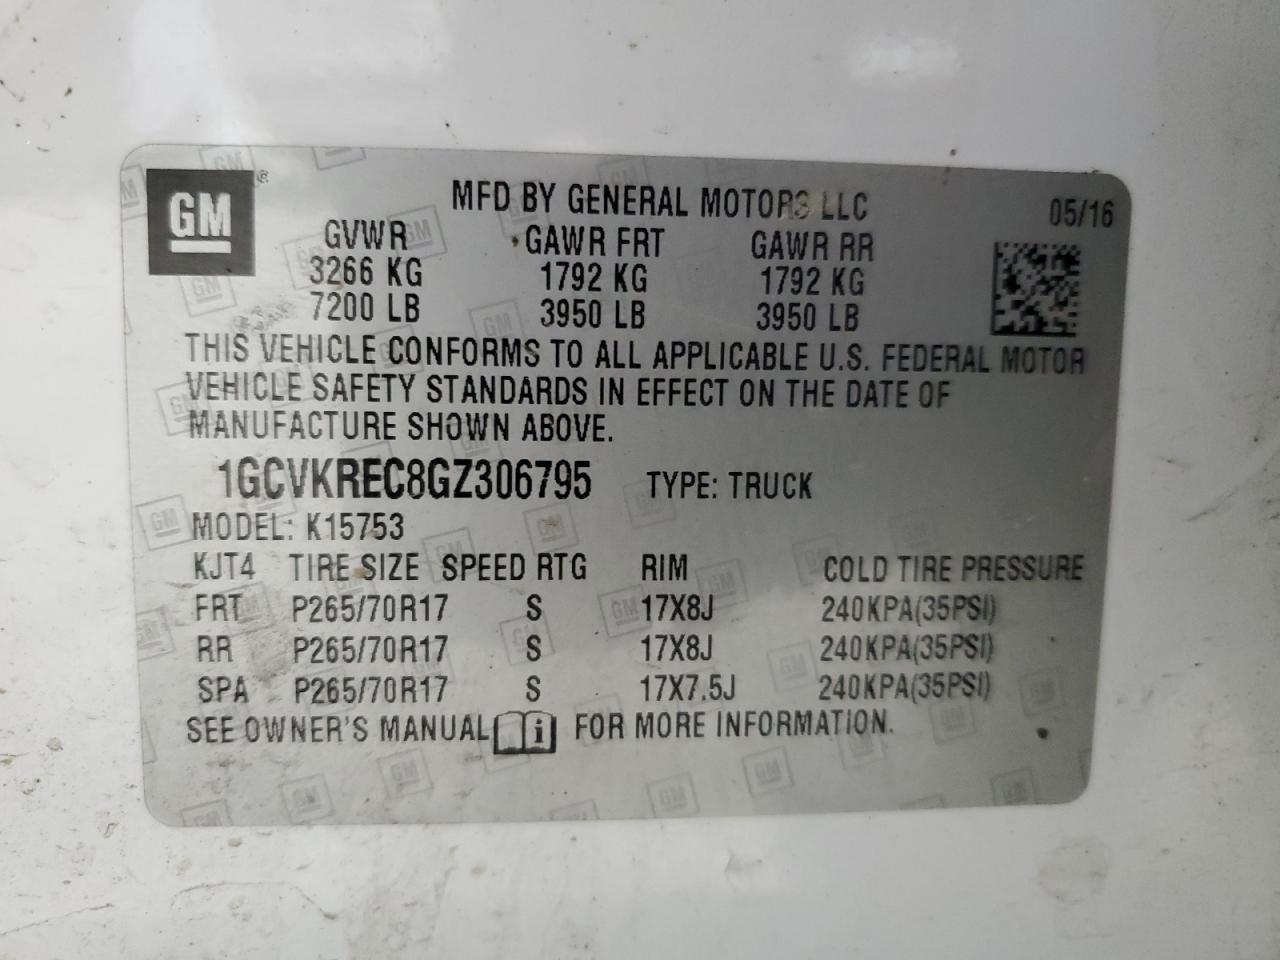 GM ®
MFD BY GENERAL MOTORS LLC 05/16
GVWR GAWR FRT GAWR RR
3266 KG 1792 KG 1792 KG
7200 LB 3950 LB 3950 LB
THIS VEHICLE CONFORMS TO ALL APPLICABLE U.S. FEDERAL MOTOR
VEHICLE SAFETY STANDARDS IN EFFECT ON THE DATE OF
MANUFACTURE SHOWN ABOVE.
1GCVKREC8GZ306795 TYPE: TRUCK
MODEL: K15753
KJT4 TIRE SIZE SPEED RTG RIM COLD TIRE PRESSURE
FRT P265/70R17 S 17X8J 240KPA(35PSI)
RR P265/70R17 S 17X8J 240KPA(35PSI)
SPA P265/70R17 S 17X7.5J 240KPA(35PSI)
SEE OWNER'S MANUAL i FOR MORE INFORMATION.